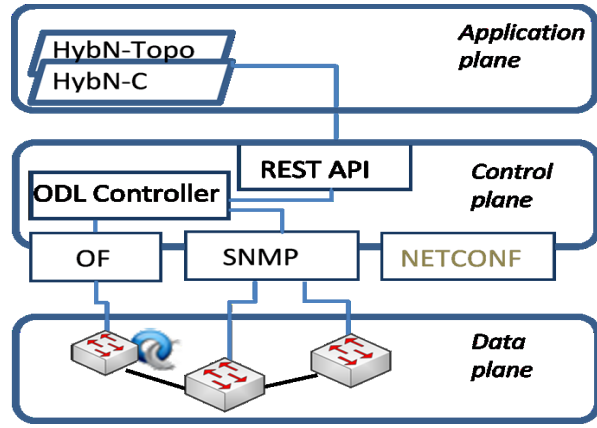 HybN-Topo
HybN-C
Application
plane
REST API
ODL Controller
Control
plane
OF
SNMP
NETCONF
Data
plane